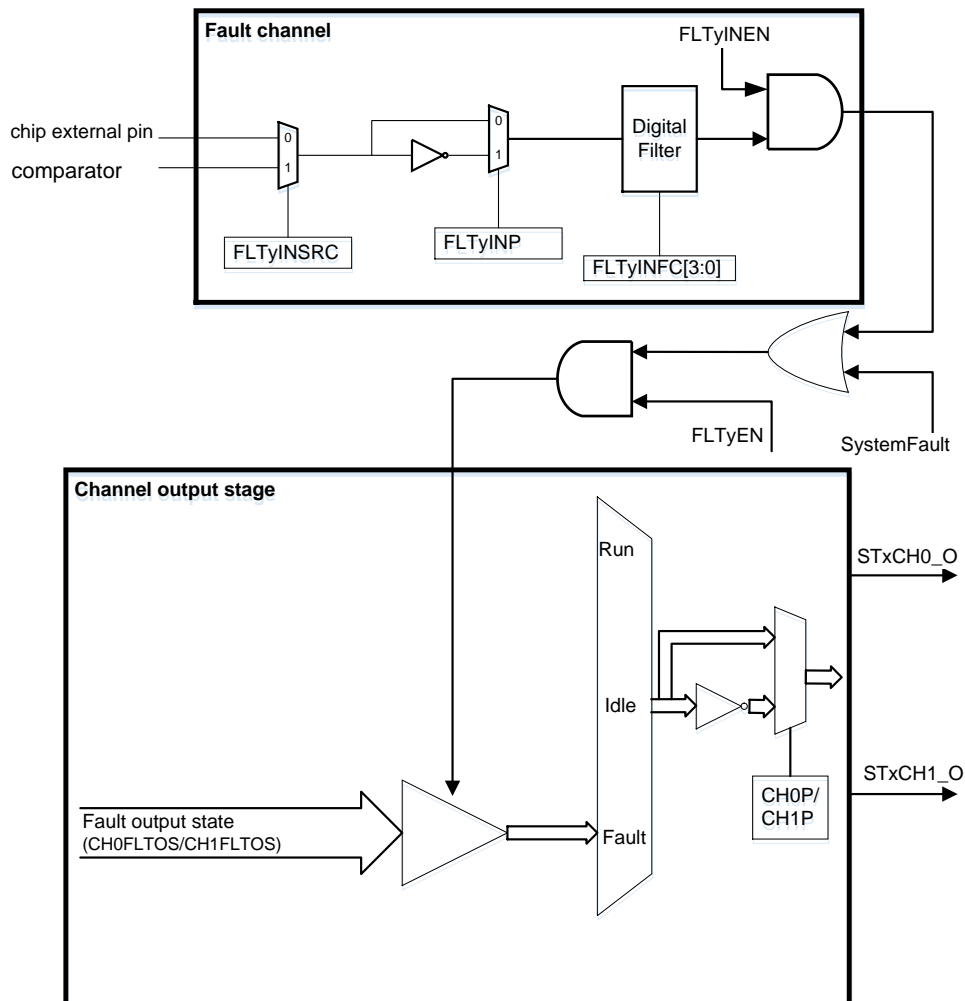 Fault channel
FLTyINEN
chip external pin
comparator
0
1
0
1
Digital
Filter
FLTyINSRC
FLTyINP
FLTyINFC[3:0]
FLTyEN
SystemFault
Channel output stage
Run
STxCH0_O
Idle
CH0P/
CH1P
STxCH1_O
Fault output state
(CH0FLTOS/CH1FLTOS)
Fault